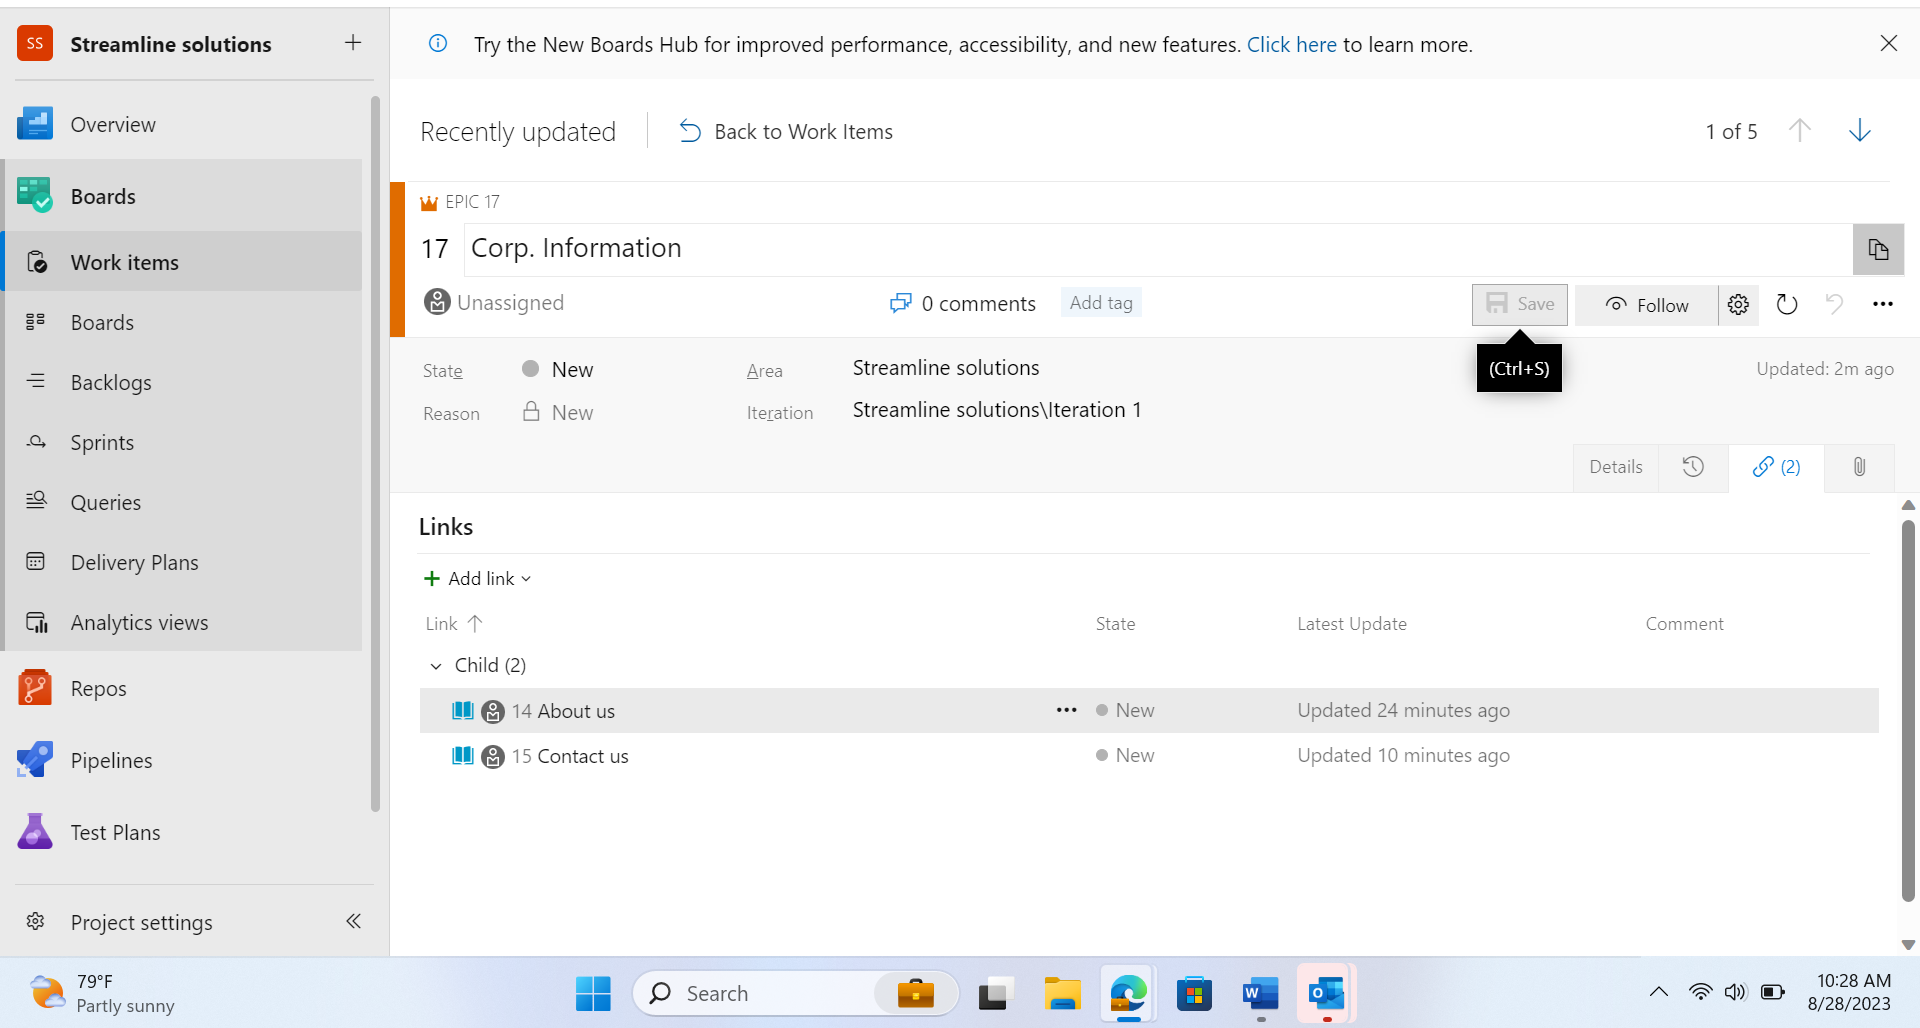 SS
Streamline solutions
Overview
Boards
Work items
Boards
Backlogs
Sprints
Queries
Delivery Plans
Analytics views
Repos
Pipelines
Test Plans
Project settings
Try the New Boards Hub for improved performance, accessibility, and new features. Click here to learn more.
Recently updated
Back to Work Items
1 of 5
EPIC 17
17 Corp. Information
Unassigned
0 comments
Add tag
Save
Follow
(Ctrl+S)
State New
Area Streamline solutions
Updated: 2m ago
Reason New
Iteration Streamline solutions\Iteration 1
Details
(2)
Links
Add link
Link State Latest Update Comment
Child (2)
14 About us New Updated 24 minutes ago
15 Contact us New Updated 10 minutes ago
79°F
Partly sunny
Search
W
O
10:28 AM
8/28/2023